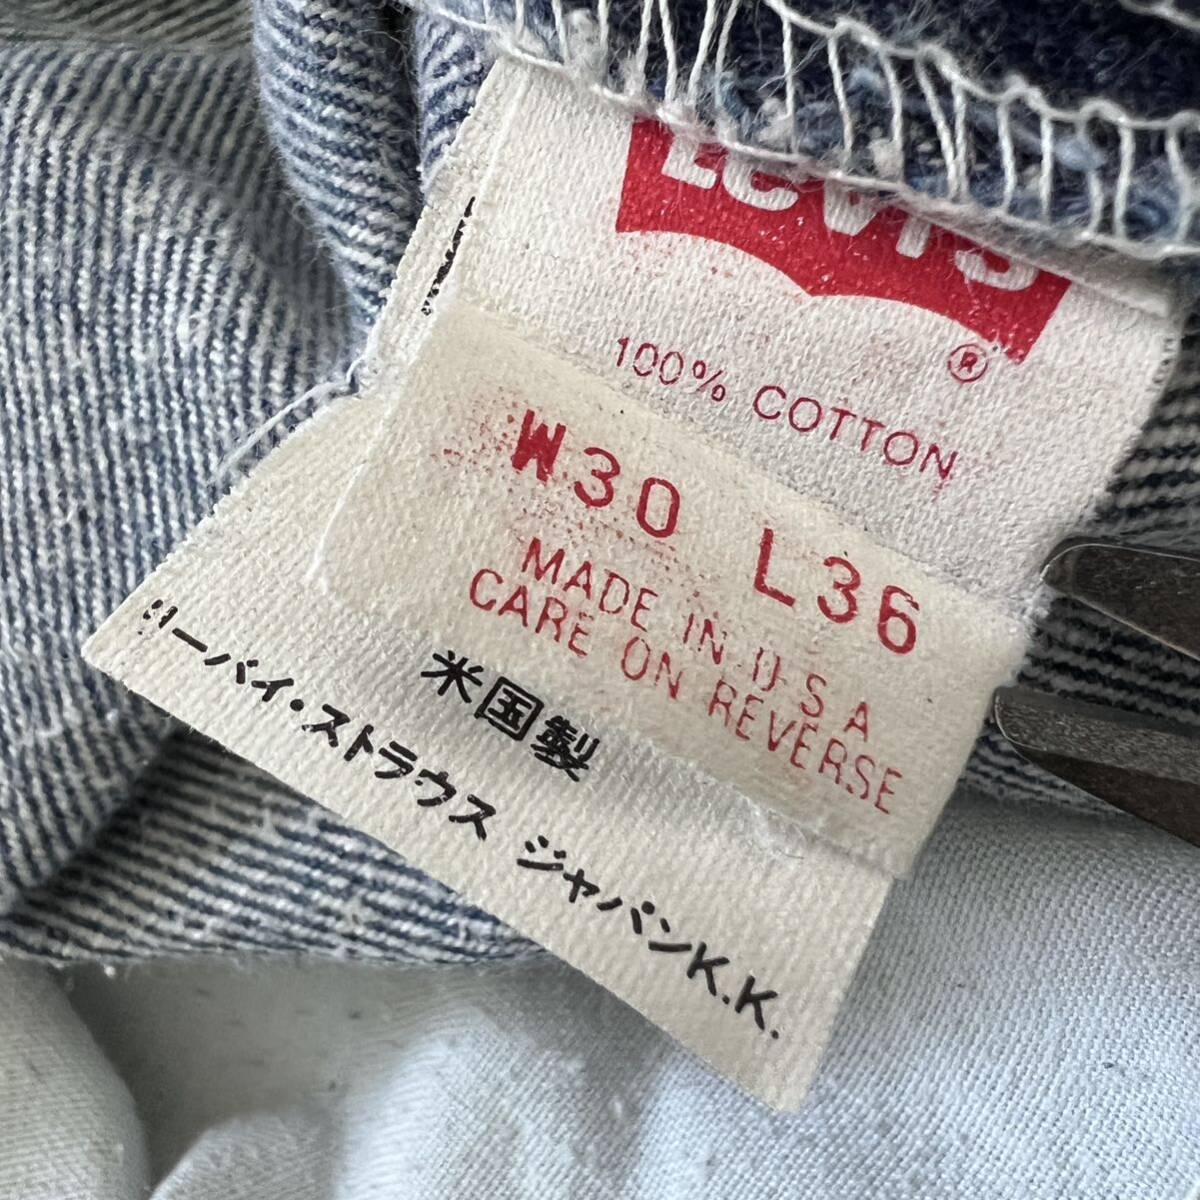 Levi's
®
100% COTTON
W30 L36
MADE IN U S A
CARE ON REVERSE
米国製
リーバイ・ストラウス ジャパンK.K.